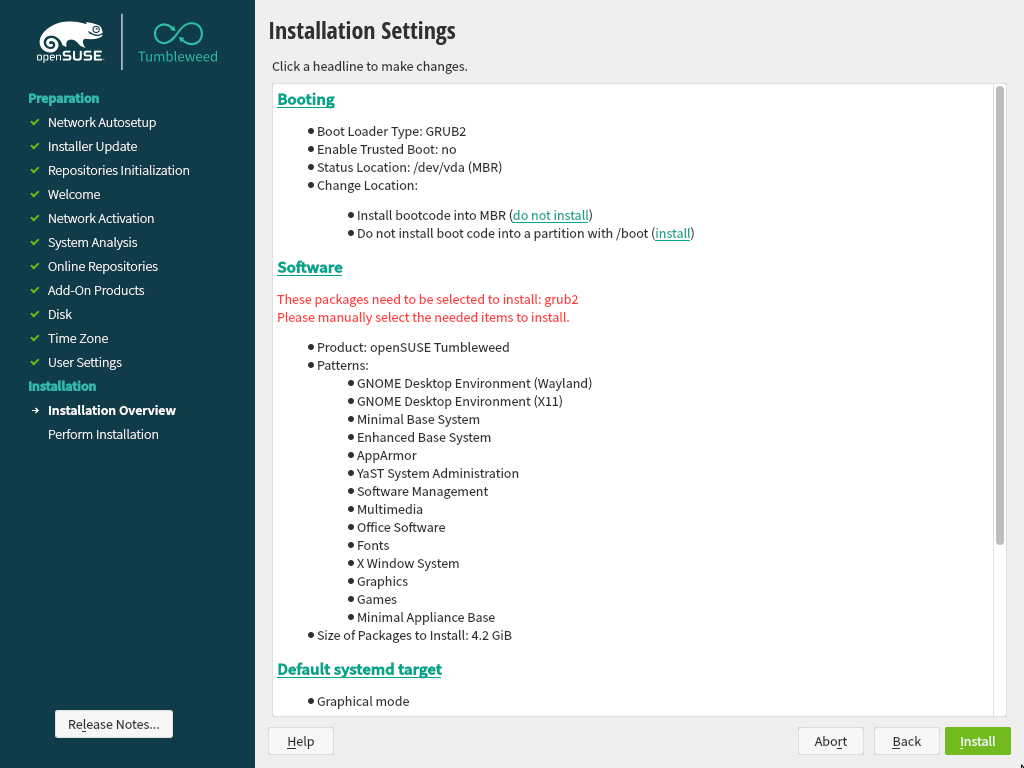 openSUSE
Tumbleweed
Preparation
Network Autosetup
Installer Update
Repositories Initialization
Welcome
Network Activation
System Analysis
Online Repositories
Add-On Products
Disk
Time Zone
User Settings
Installation
Installation Overview
Perform Installation
Release Notes...
Installation Settings
Click a headline to make changes.
Booting
Boot Loader Type: GRUB2
Enable Trusted Boot: no
Status Location: /dev/vda (MBR)
Change Location:
Install bootcode into MBR (do not install)
Do not install boot code into a partition with /boot (install)
Software
These packages need to be selected to install: grub2
Please manually select the needed items to install.
Product: openSUSE Tumbleweed
Patterns:
GNOME Desktop Environment (Wayland)
GNOME Desktop Environment (X11)
Minimal Base System
Enhanced Base System
AppArmor
YaST System Administration
Software Management
Multimedia
Office Software
Fonts
X Window System
Graphics
Games
Minimal Appliance Base
Size of Packages to Install: 4.2 GiB
Default systemd target
Graphical mode
Help
Abort
Back
Install